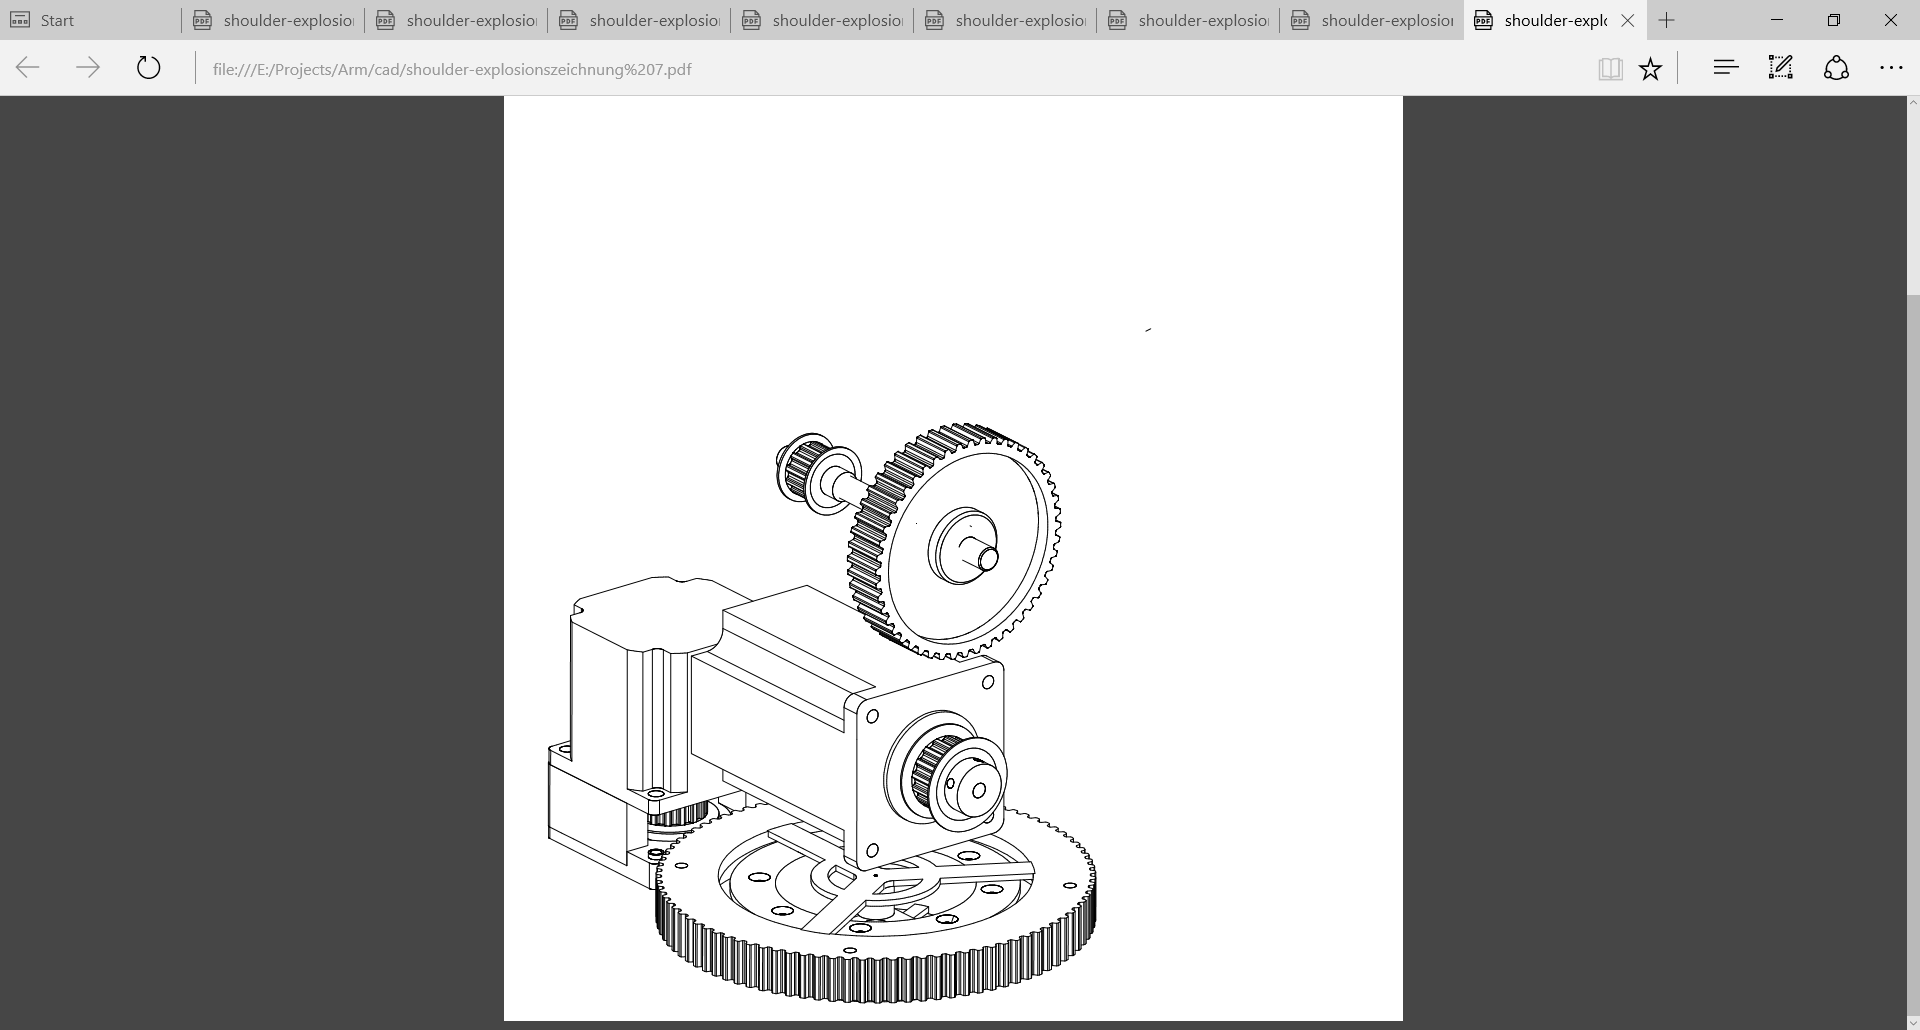 Start
shoulder-explosio
shoulder-explosio
shoulder-explosio
shoulder-explosio
shoulder-explosio
shoulder-explosio
shoulder-explosion
shoulder-explo
file:///E:/Projects/Arm/cad/shoulder-explosionszeichnung%207.pdf